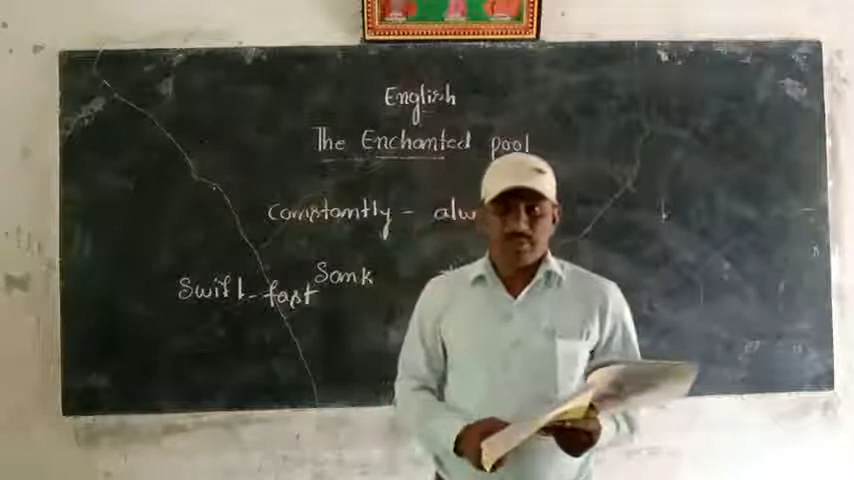 English
The Enchanted pool
constantly - alw
Sank
Swift - fast